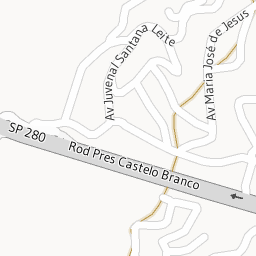 Av Juvenal Santana Leite
Av Maria José de Jesus
SP 280
Rod Pres Castelo Branco